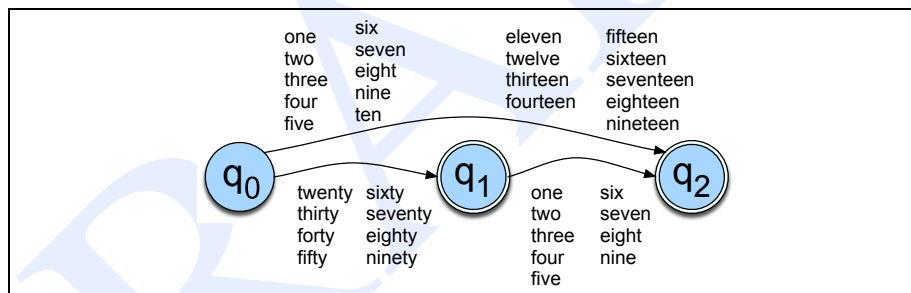 one
two
three
four
five
six
seven
eight
nine
ten
eleven
twelve
thirteen
fourteen
fifteen
sixteen
seventeen
eighteen
nineteen
q0
q1
q2
twenty
thirty
forty
fifty
sixty
seventy
eighty
ninety
one
two
three
four
five
six
seven
eight
nine